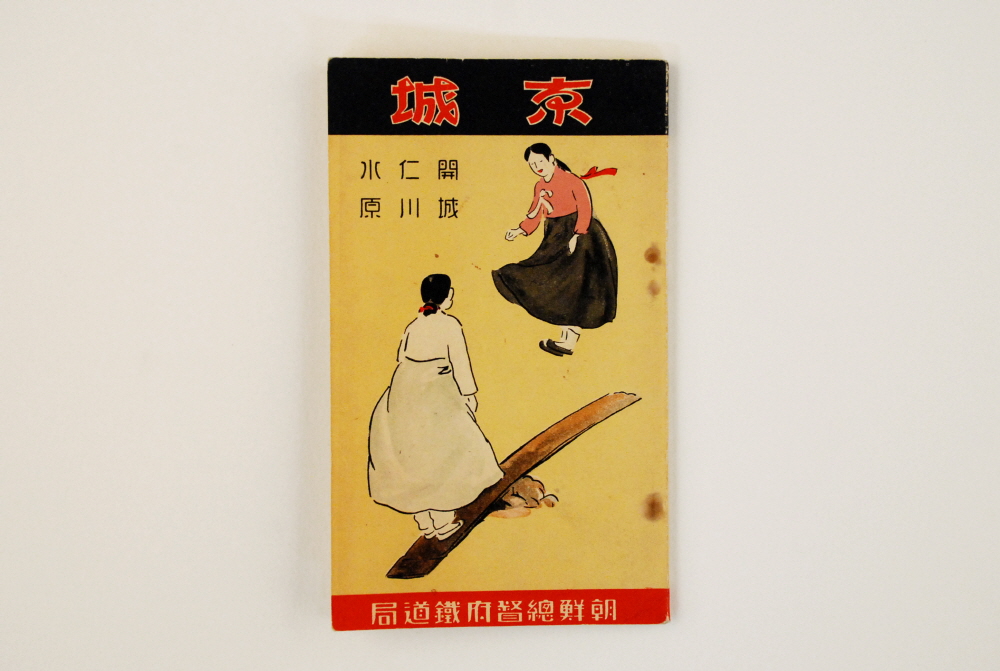 京城
開城
仁川
水原
朝鮮總督府鐵道局